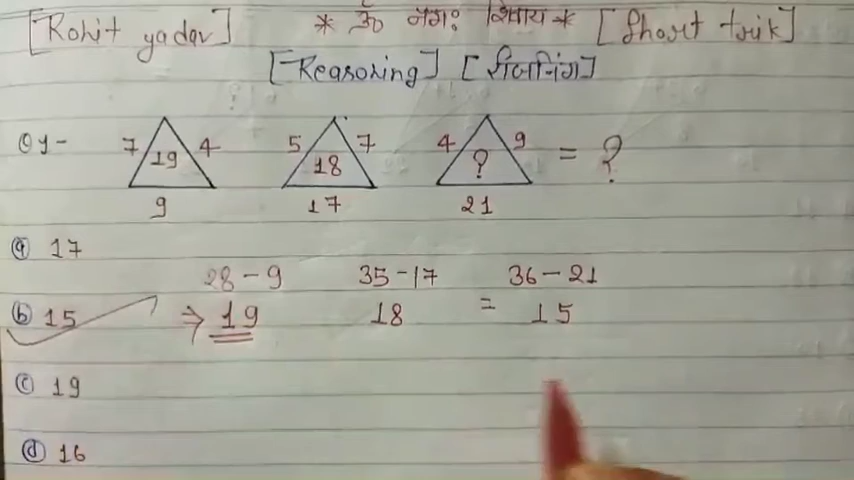 [Rohit yadav] * ॐ नमः शिवाय * [Short trik]
[Reasoning] [रीजनिंग]
Q1- 7 19 4 9 5 18 7 17 4 ? 9 21 = ?
(a) 17
28-9 35-17 36-21
(b) 15 ⇒ 19 18 = 15
(c) 19
(d) 16